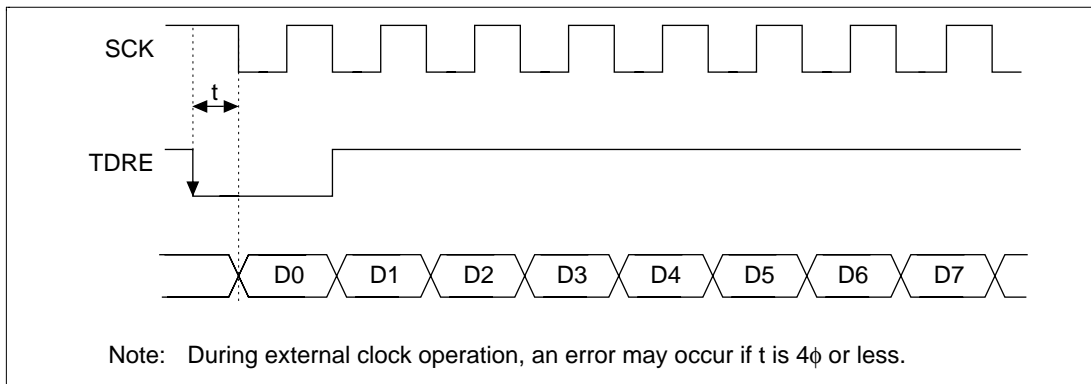 SCK
t
TDRE
D0 D1 D2 D3 D4 D5 D6 D7
Note: During external clock operation, an error may occur if t is 4ϕ or less.